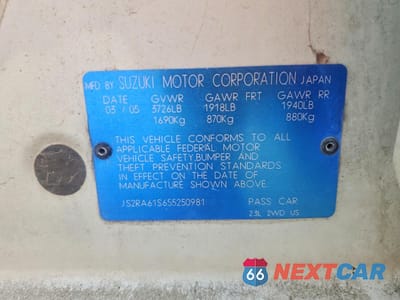 MFD BY SUZUKI MOTOR CORPORATION JAPAN
DATE GVWR GAWR FRT GAWR RR
03 / 05 3726LB 1918LB 1940LB
1690Kg 870Kg 880Kg
THIS VEHICLE CONFORMS TO ALL
APPLICABLE FEDERAL MOTOR
VEHICLE SAFETY,BUMPER AND
THEFT PREVENTION STANDARDS
IN EFFECT ON THE DATE OF
MANUFACTURE SHOWN ABOVE.
JS2RA61S655250981 PASS CAR
2.3L 2WD US
66 NEXTCAR